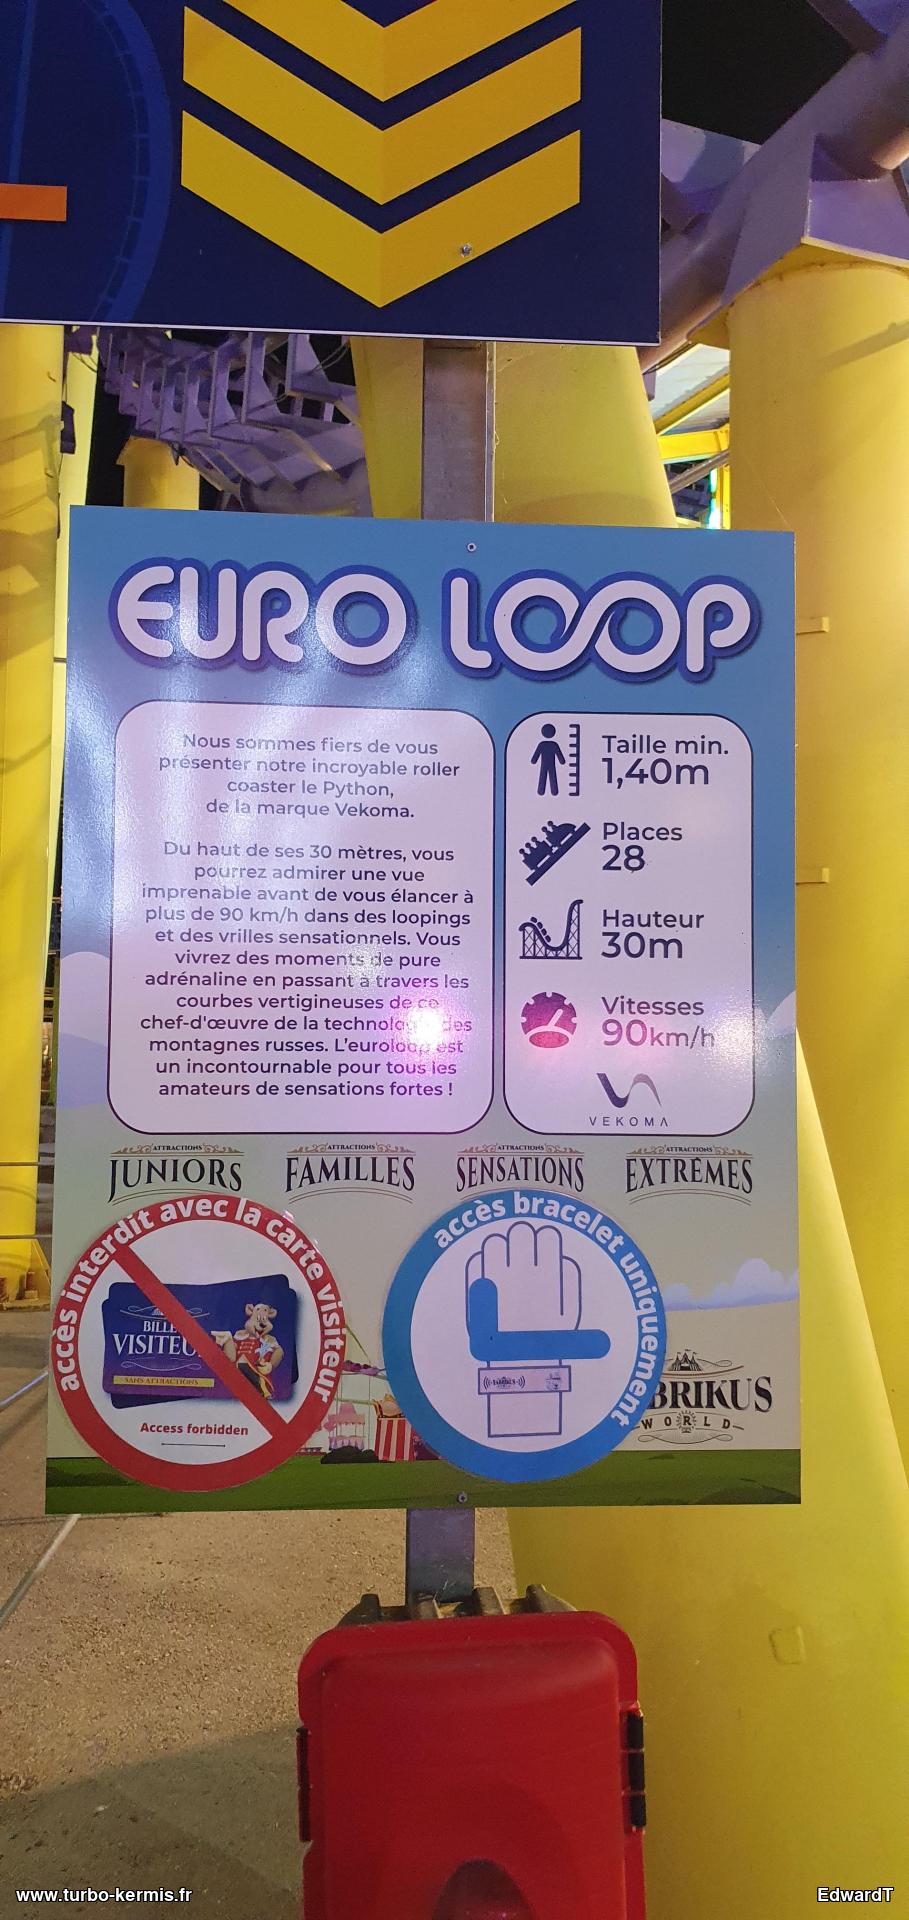 EURO LOOP
Nous sommes fiers de vous
présenter notre incroyable roller
coaster le Python,
de la marque Vekoma.
Du haut de ses 30 mètres, vous
pourrez admirer une vue
imprenable avant de vous élancer à
plus de 90 km/h dans des loopings
et des vrilles sensationnels. Vous
vivrez des moments de pure
adrénaline en passant à travers les
courbes vertigineuses de ce
chef-d'œuvre de la technologie des
montagnes russes. L'euroloop est
un incontournable pour tous les
amateurs de sensations fortes !
Taille min.
1,40m
Places
28
Hauteur
30m
Vitesses
90km/h
VEKOMA
ATTRACTIONS
JUNIORS
ATTRACTIONS
FAMILLES
ATTRACTIONS
SENSATIONS
ATTRACTIONS
EXTRÊMES
accès interdit avec la carte visiteur
BILLE
VISITEU
SANS ATTRACTIONS
Access forbidden
accès bracelet uniquement
BRIKUS
WORLD
www.turbo-kermis.fr
EdwardT